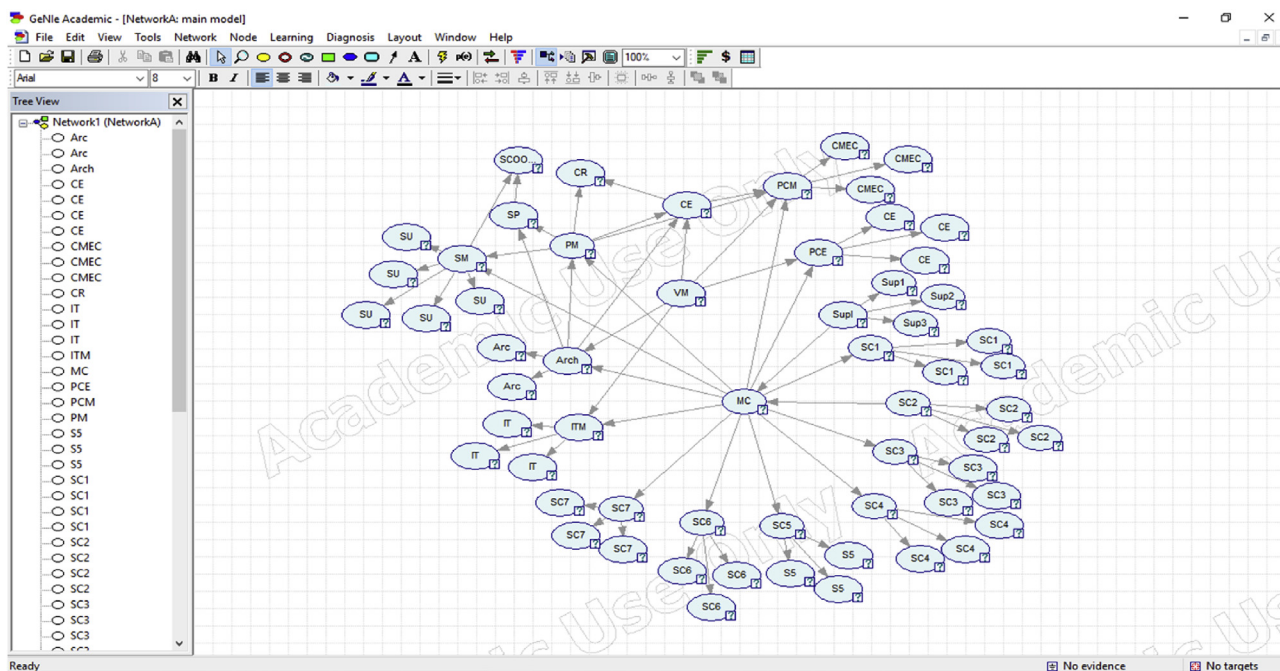 GeNIe Academic - [NetworkA: main model]
File Edit View Tools Network Node Learning Diagnosis Layout Window Help
100%
Arial 8 B I A
Tree View
Network1 (NetworkA)
Arc
Arc
Arch
CE
CE
CE
CE
CMEC
CMEC
CMEC
CR
IT
IT
IT
ITM
MC
PCE
PCM
PM
S5
S5
S5
SC1
SC1
SC1
SC1
SC2
SC2
SC2
SC2
SC3
SC3
SC3
CMEC
CMEC
SCOO...
CR
PCM
CMEC
CE
SP
CE
CE
SU
PM
PCE
SM
CE
SU
Sup1
VM
Sup2
SU
SU
SU
Supl
Sup3
SC1
Arc
SC1
Arch
SC1
SC1
Arc
MC
SC2
SC2
IT
ITM
SC2
SC2
SC3
IT
IT
SC3
SC3
SC3
SC7
SC7
SC4
SC6
SC5
SC4
SC7
SC7
SC4
S5
SC4
SC6
SC6
S5
S5
SC6
Academic Use Only
Academic Us
c Use Only
Ready
No evidence
No targets